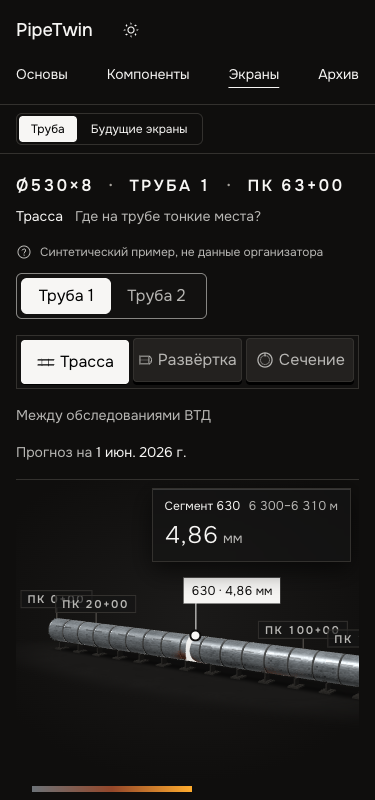 PipeTwin
Основы Компоненты Экраны Архив
Труба Будущие экраны
Ø530×8 · ТРУБА 1 · ПК 63+00
Трасса Где на трубе тонкие места?
Синтетический пример, не данные организатора
Труба 1 Труба 2
Трасса Развёртка Сечение
Между обследованиями ВТД
Прогноз на 1 июн. 2026 г.
Сегмент 630 6 300–6 310 м
4,86 мм
630 · 4,86 мм
ПК
ПК 20+00
ПК 100+00
ПК